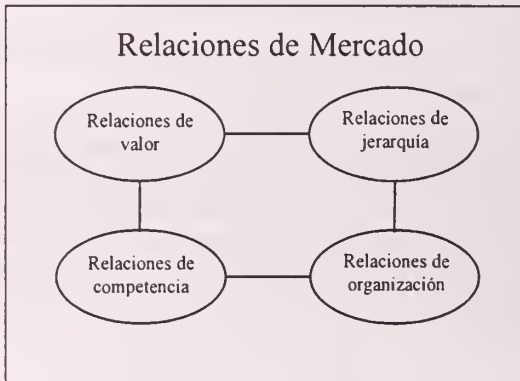 Relaciones de Mercado
Relaciones de
valor
Relaciones de
jerarquía
Relaciones de
competencia
Relaciones de
organización